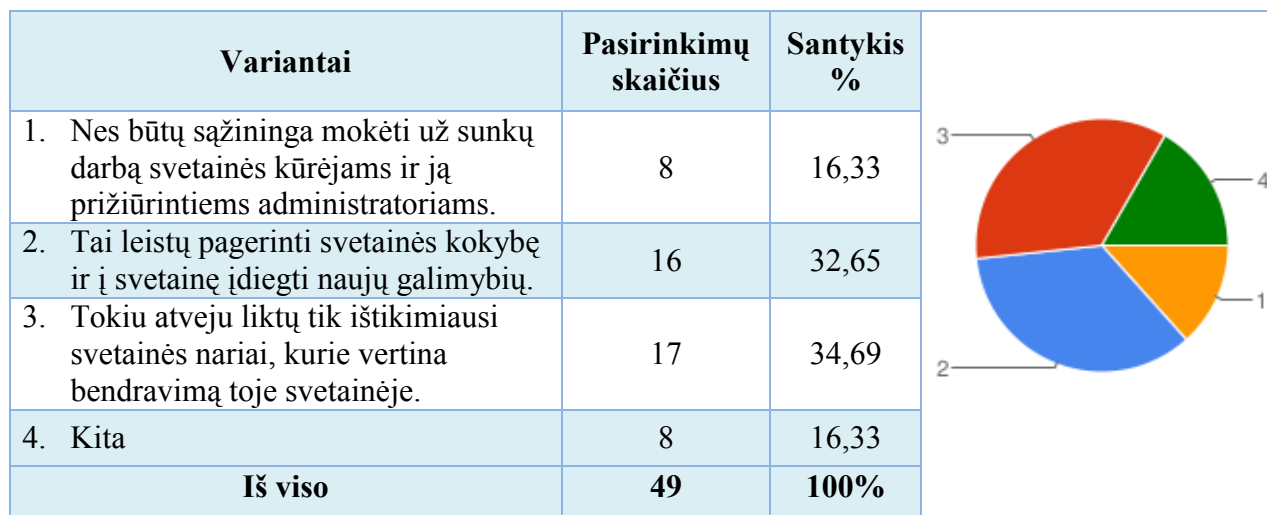 Variantai
Pasirinkimų
skaičius
Santykis
%
1. Nes būtų sąžininga mokėti už sunkų
darbą svetainės kūrėjams ir ją
prižiūrintiems administratoriams.
8
16,33
2. Tai leistų pagerinti svetainės kokybę
ir į svetainę įdiegti naujų galimybių.
16
32,65
3. Tokiu atveju liktų tik ištikimiausi
svetainės nariai, kurie vertina
bendravimą toje svetainėje.
17
34,69
4. Kita
8
16,33
Iš viso
49
100%
3
4
1
2